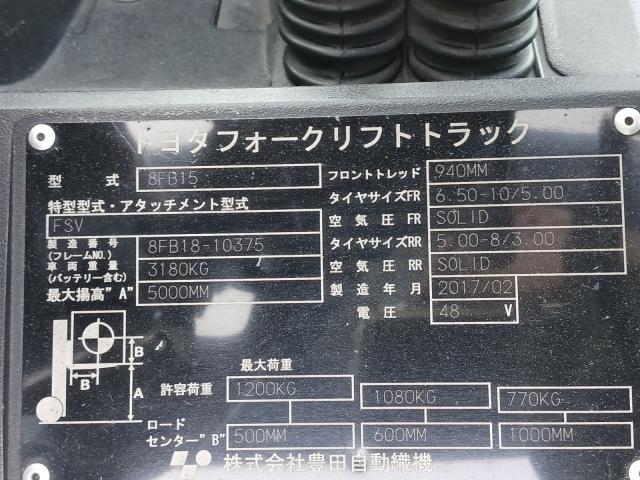 トヨタフォークリフトトラック
型 式 8FB15 フロントトレッド 940MM
特型型式・アタッチメント型式 タイヤサイズFR 6.50-10/5.00
FSV 空気圧 FR SOLID
製造番号 8FB18-10375 タイヤサイズRR 5.00-8/3.00
(フレームNO.)
車両重量 3180KG 空気圧 RR SOLID
(バッテリー含む)
最大揚高"A" 5000MM 製造年月 2017/02
電圧 48 V
B
B
A
最大荷重
許容荷重 1200KG 1080KG 770KG
ロード
センター"B" 500MM 600MM 1000MM
株式会社豊田自動織機